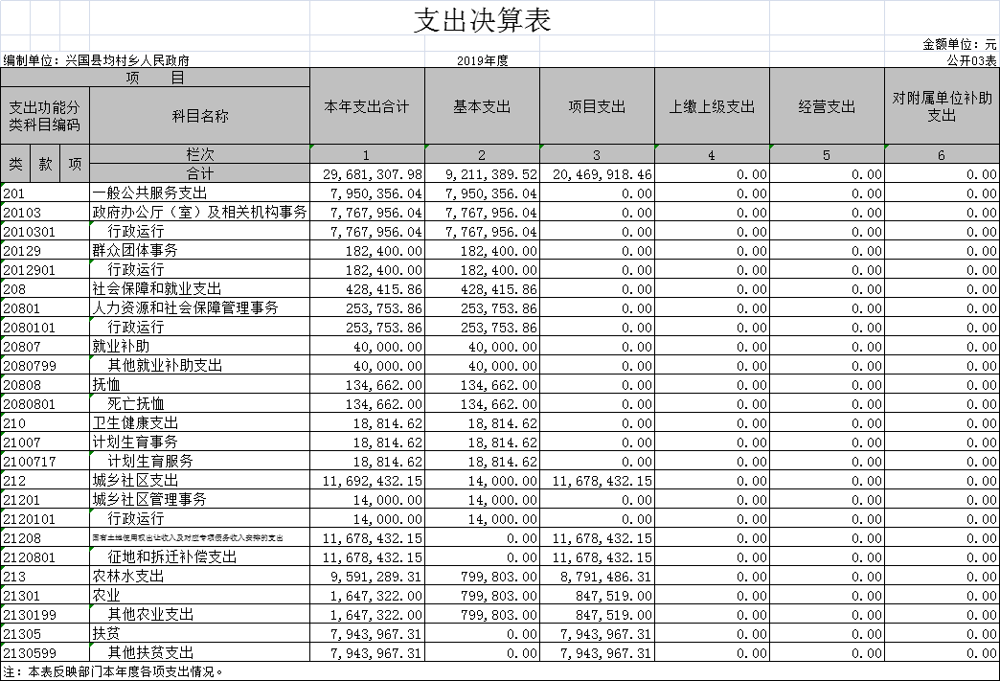 支出决算表
金额单位：元
编制单位：兴国县均村乡人民政府 2019年度 公开03表
项 目 本年支出合计 基本支出 项目支出 上缴上级支出 经营支出 对附属单位补助支出
支出功能分类科目编码 科目名称
类 款 项 栏次 1 2 3 4 5 6
合计 29,681,307.98 9,211,389.52 20,469,918.46 0.00 0.00 0.00
201 一般公共服务支出 7,950,356.04 7,950,356.04 0.00 0.00 0.00 0.00
20103 政府办公厅（室）及相关机构事务 7,767,956.04 7,767,956.04 0.00 0.00 0.00 0.00
2010301 行政运行 7,767,956.04 7,767,956.04 0.00 0.00 0.00 0.00
20129 群众团体事务 182,400.00 182,400.00 0.00 0.00 0.00 0.00
2012901 行政运行 182,400.00 182,400.00 0.00 0.00 0.00 0.00
208 社会保障和就业支出 428,415.86 428,415.86 0.00 0.00 0.00 0.00
20801 人力资源和社会保障管理事务 253,753.86 253,753.86 0.00 0.00 0.00 0.00
2080101 行政运行 253,753.86 253,753.86 0.00 0.00 0.00 0.00
20807 就业补助 40,000.00 40,000.00 0.00 0.00 0.00 0.00
2080799 其他就业补助支出 40,000.00 40,000.00 0.00 0.00 0.00 0.00
20808 抚恤 134,662.00 134,662.00 0.00 0.00 0.00 0.00
2080801 死亡抚恤 134,662.00 134,662.00 0.00 0.00 0.00 0.00
210 卫生健康支出 18,814.62 18,814.62 0.00 0.00 0.00 0.00
21007 计划生育事务 18,814.62 18,814.62 0.00 0.00 0.00 0.00
2100717 计划生育服务 18,814.62 18,814.62 0.00 0.00 0.00 0.00
212 城乡社区支出 11,692,432.15 14,000.00 11,678,432.15 0.00 0.00 0.00
21201 城乡社区管理事务 14,000.00 14,000.00 0.00 0.00 0.00 0.00
2120101 行政运行 14,000.00 14,000.00 0.00 0.00 0.00 0.00
21208 国有土地使用权出让收入及对应专项债务收入安排的支出 11,678,432.15 0.00 11,678,432.15 0.00 0.00 0.00
2120801 征地和拆迁补偿支出 11,678,432.15 0.00 11,678,432.15 0.00 0.00 0.00
213 农林水支出 9,591,289.31 799,803.00 8,791,486.31 0.00 0.00 0.00
21301 农业 1,647,322.00 799,803.00 847,519.00 0.00 0.00 0.00
2130199 其他农业支出 1,647,322.00 799,803.00 847,519.00 0.00 0.00 0.00
21305 扶贫 7,943,967.31 0.00 7,943,967.31 0.00 0.00 0.00
2130599 其他扶贫支出 7,943,967.31 0.00 7,943,967.31 0.00 0.00 0.00
注：本表反映部门本年度各项支出情况。